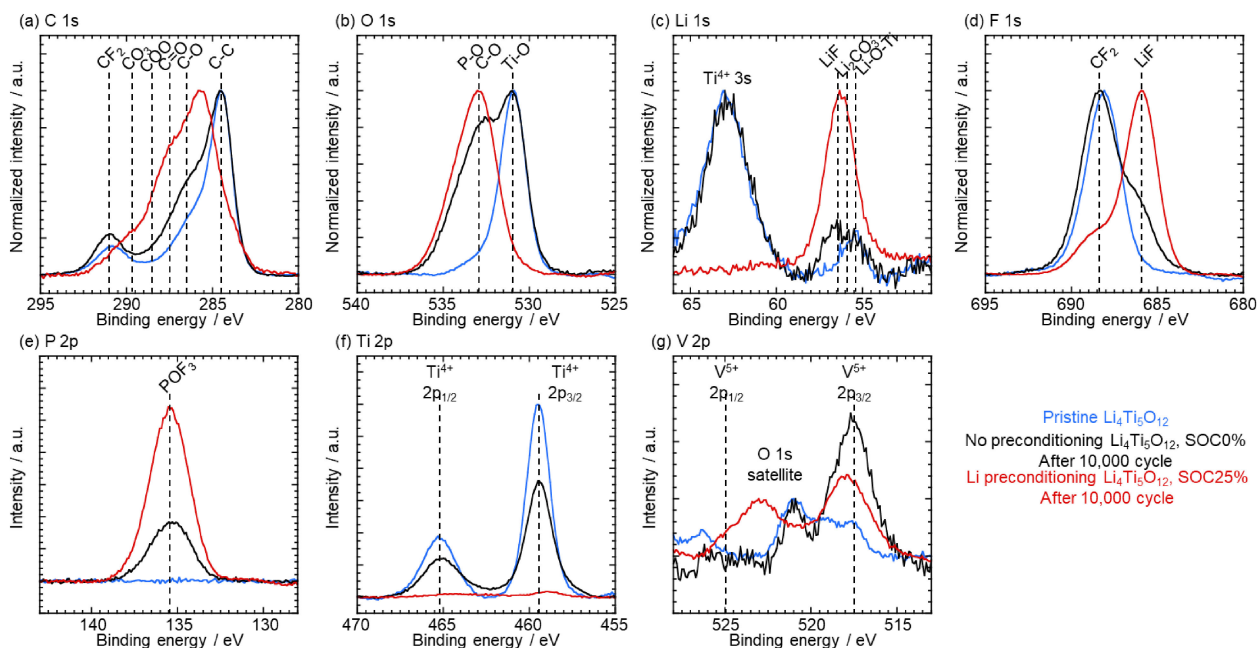 (a) C 1s
CF₂
CO₃
COO
C=O
C-O
C-C
Normalized intensity / a.u.
295 290 285 280
Binding energy / eV
(b) O 1s
P-O
C-O
Ti-O
Normalized intensity / a.u.
540 535 530 525
Binding energy / eV
(c) Li 1s
Ti⁴⁺ 3s
LiF
Li₂CO₃
Li-O-Ti
Normalized intensity / a.u.
65 60 55
Binding energy / eV
(d) F 1s
CF₂
LiF
Normalized intensity / a.u.
695 690 685 680
Binding energy / eV
(e) P 2p
POF₃
Intensity / a.u.
140 135 130
Binding energy / eV
(f) Ti 2p
Ti⁴⁺
2p₁/₂
Ti⁴⁺
2p₃/₂
Intensity / a.u.
470 465 460 455
Binding energy / eV
(g) V 2p
V⁵⁺
2p₁/₂
V⁵⁺
2p₃/₂
O 1s
satellite
Intensity / a.u.
525 520 515
Binding energy / eV
Pristine Li₄Ti₅O₁₂
No preconditioning Li₄Ti₅O₁₂, SOC0%
After 10,000 cycle
Li preconditioning Li₄Ti₅O₁₂, SOC25%
After 10,000 cycle